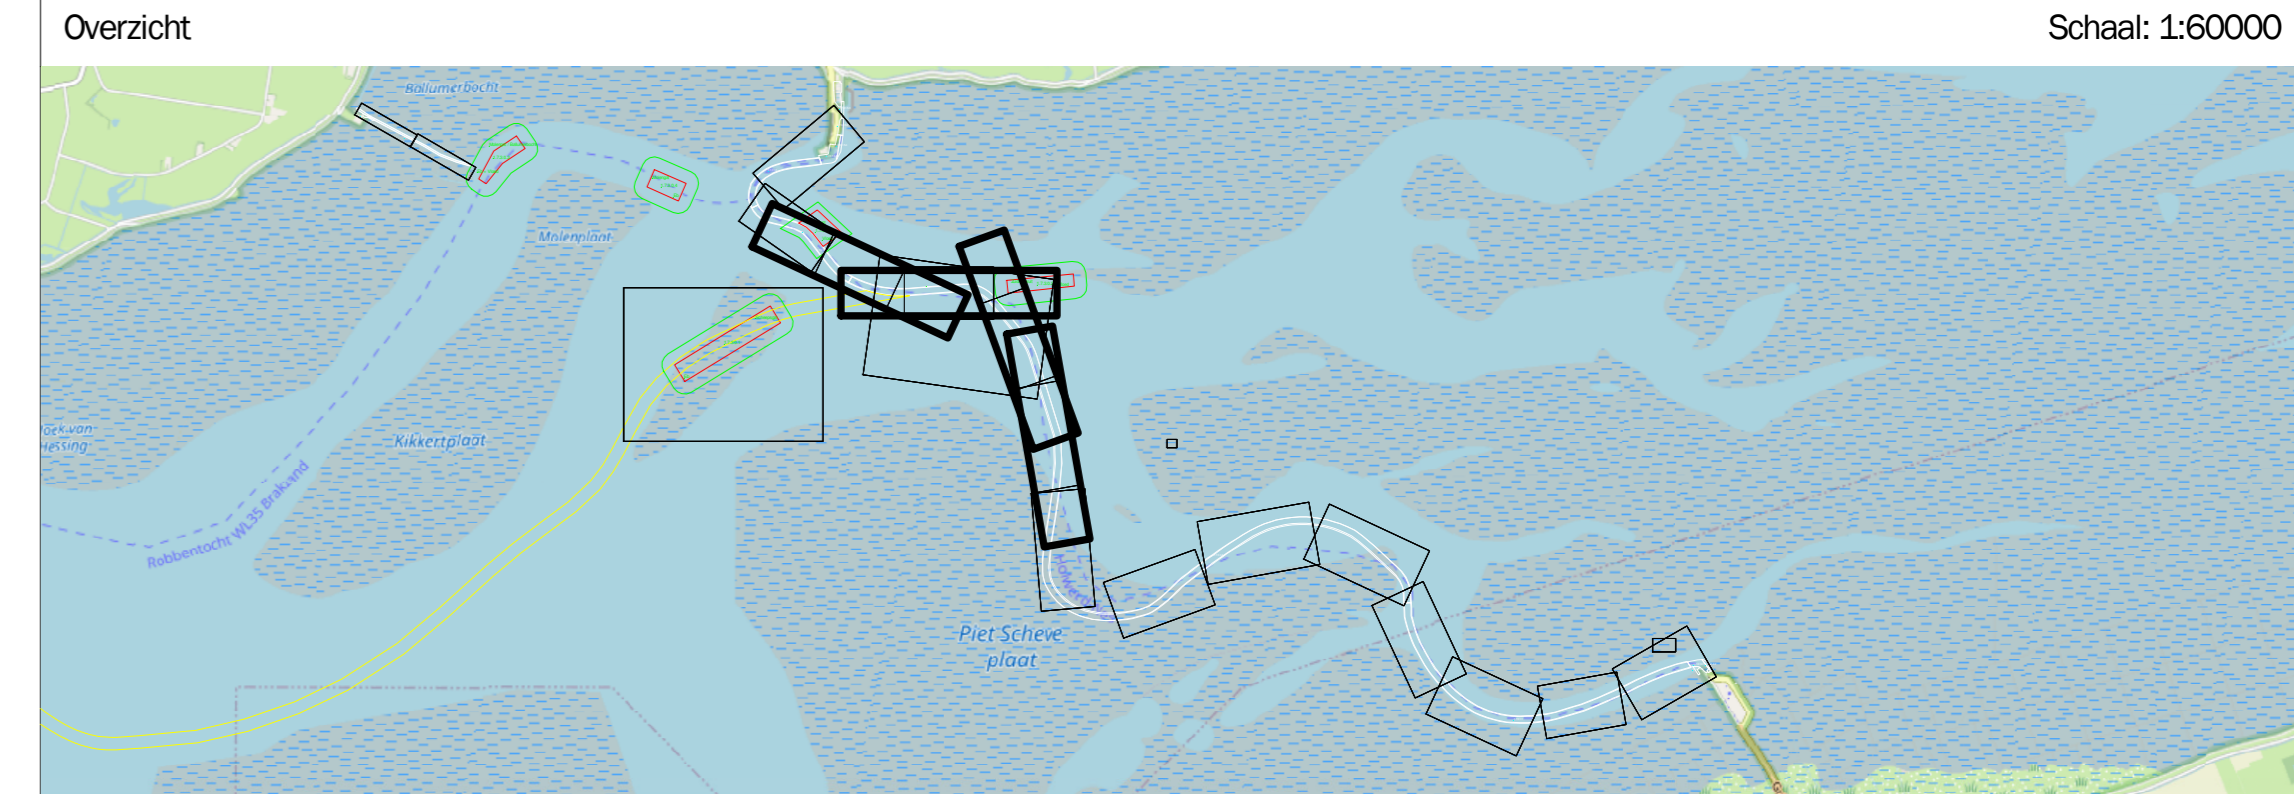 Overzicht
Schaal: 1:60000
Ballumerbocht
Molenplaat
Kikkertplaat
Robbentocht WL35 Brakzand
Piet Scheve
plaat